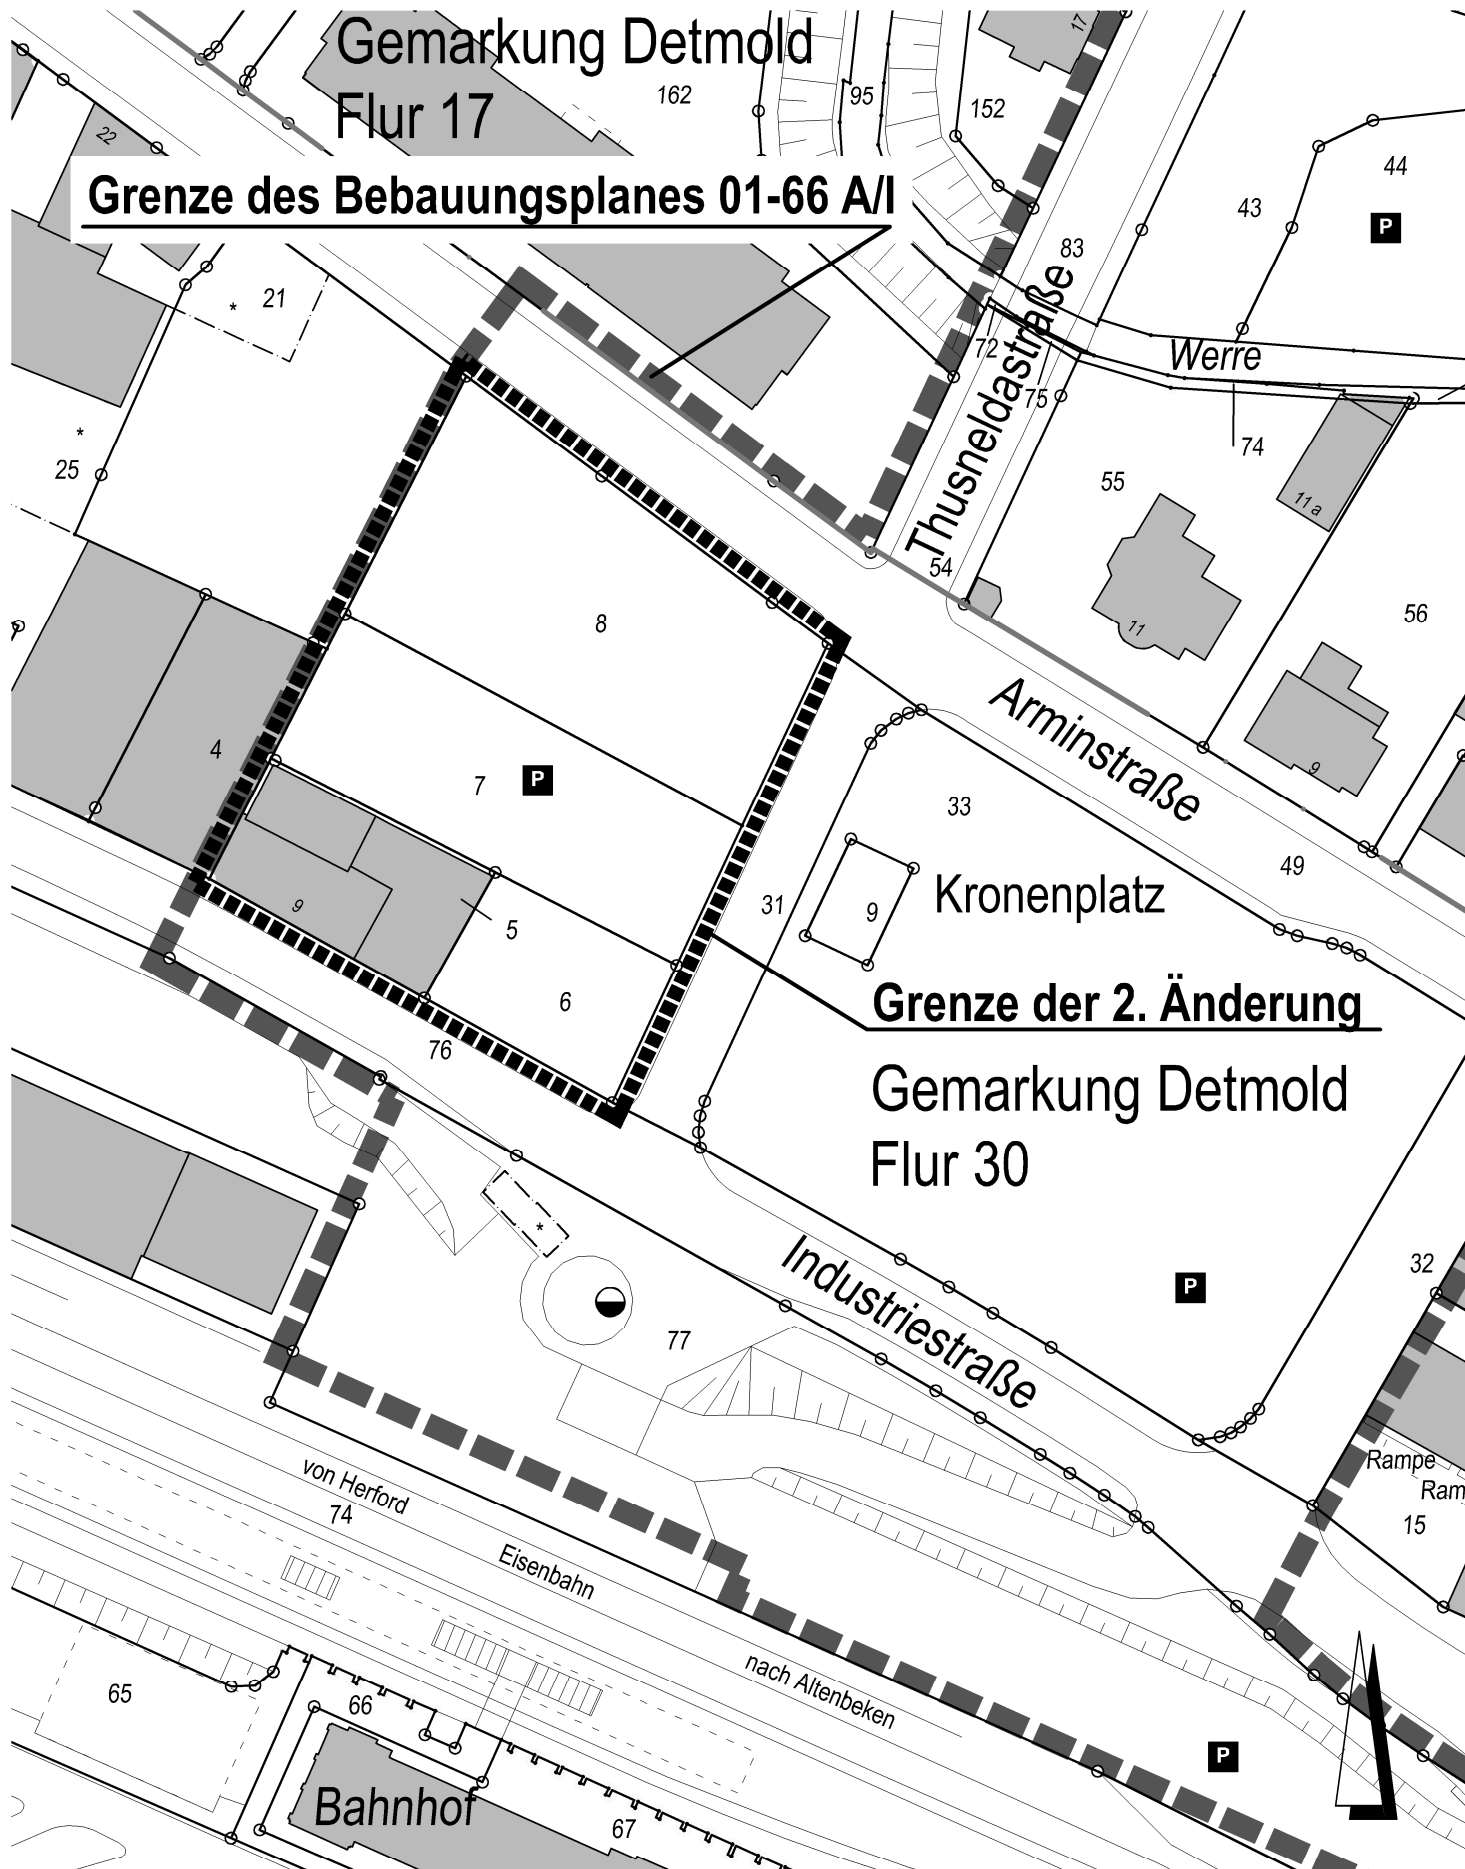 Gemarkung Detmold
Flur 17
17
162
95
152
22
44
Grenze des Bebauungsplanes 01-66 A/I
43
P
83
21
*
72
Werre
Thusneldastraße
75
*
25
74
55
11 a
54
8
11
56
4
Arminstraße
7
P
9
33
49
Kronenplatz
31
9
9
5
6
Grenze der 2. Änderung
76
Gemarkung Detmold
Flur 30
*
Industriestraße
32
P
77
von Herford
Rampe
Ram
74
15
Eisenbahn
nach Altenbeken
65
66
P
Bahnhof
67